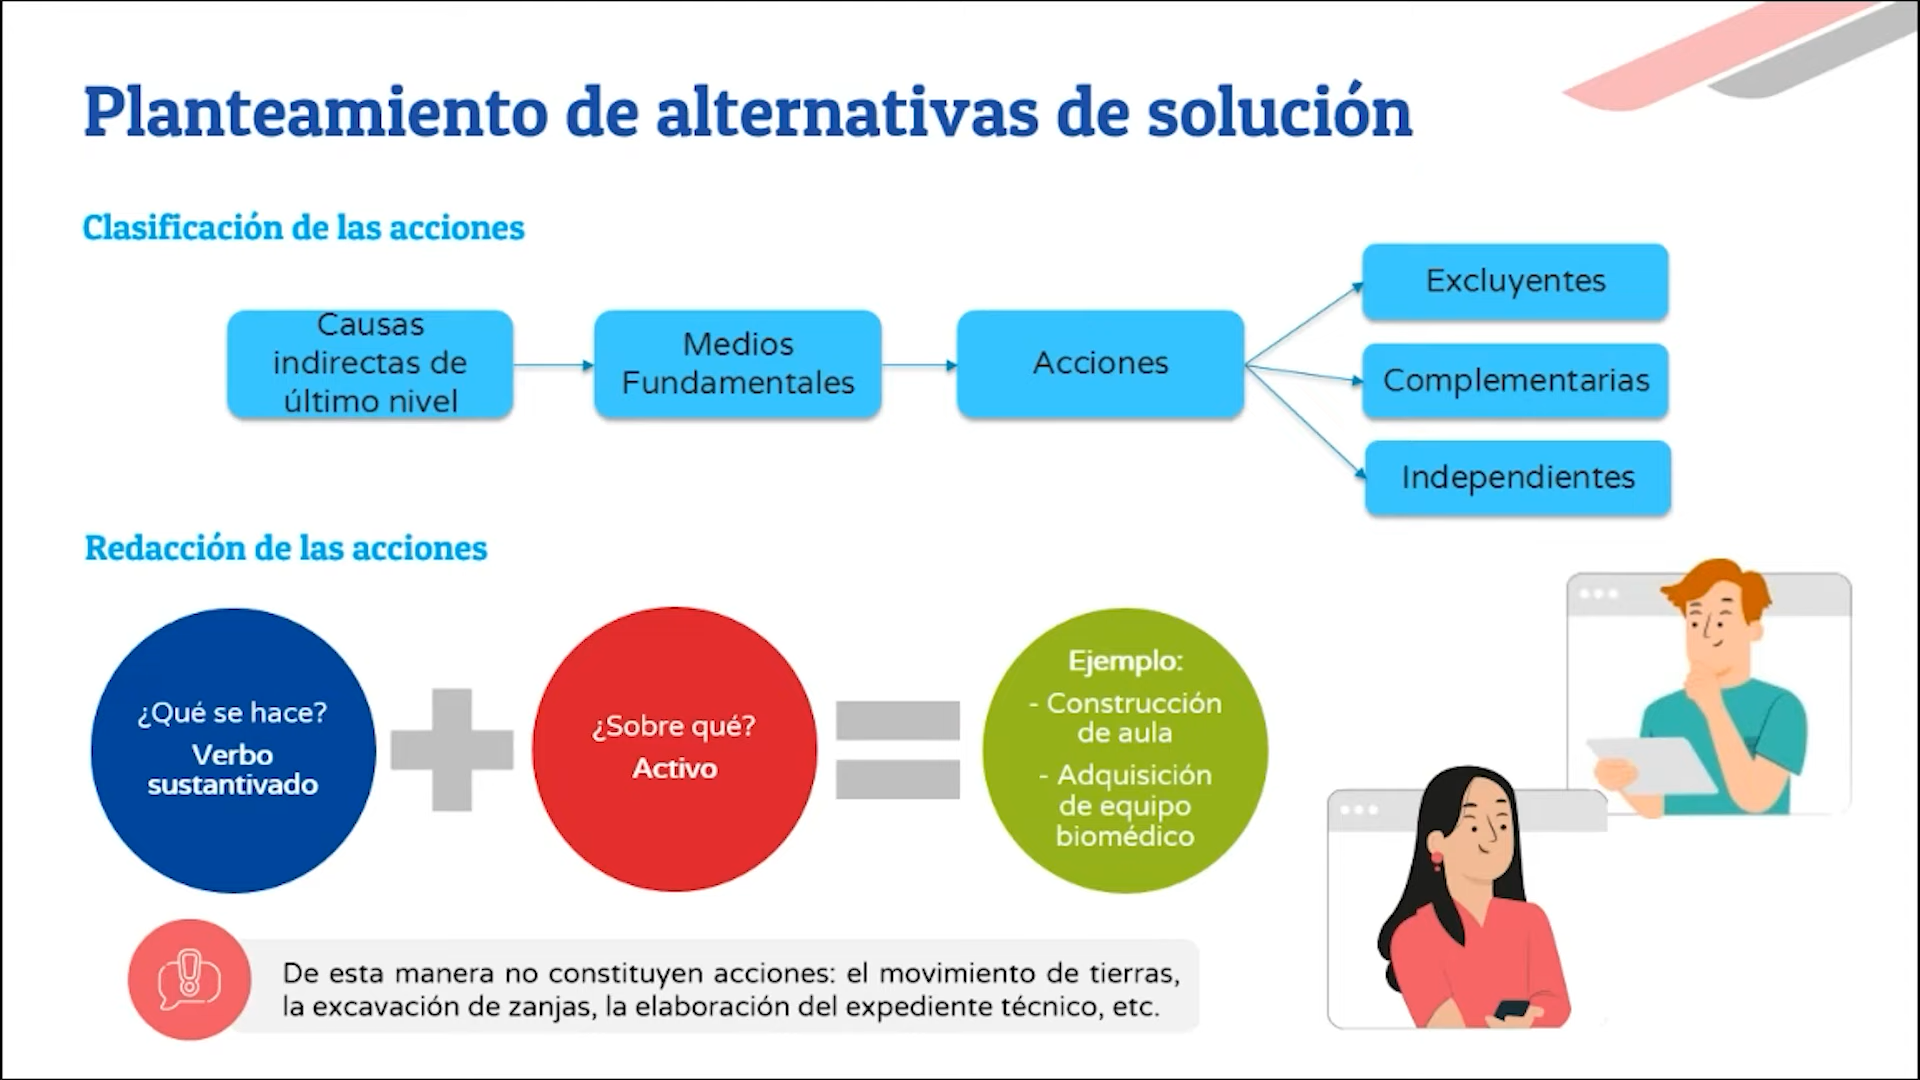 Planteamiento de alternativas de solución
Clasificación de las acciones
Causas
indirectas de
último nivel
Medios
Fundamentales
Acciones
Excluyentes
Complementarias
Independientes
Redacción de las acciones
¿Qué se hace?
Verbo
sustantivado
¿Sobre qué?
Activo
Ejemplo:
- Construcción
de aula
- Adquisición
de equipo
biomédico
De esta manera no constituyen acciones: el movimiento de tierras,
la excavación de zanjas, la elaboración del expediente técnico, etc.